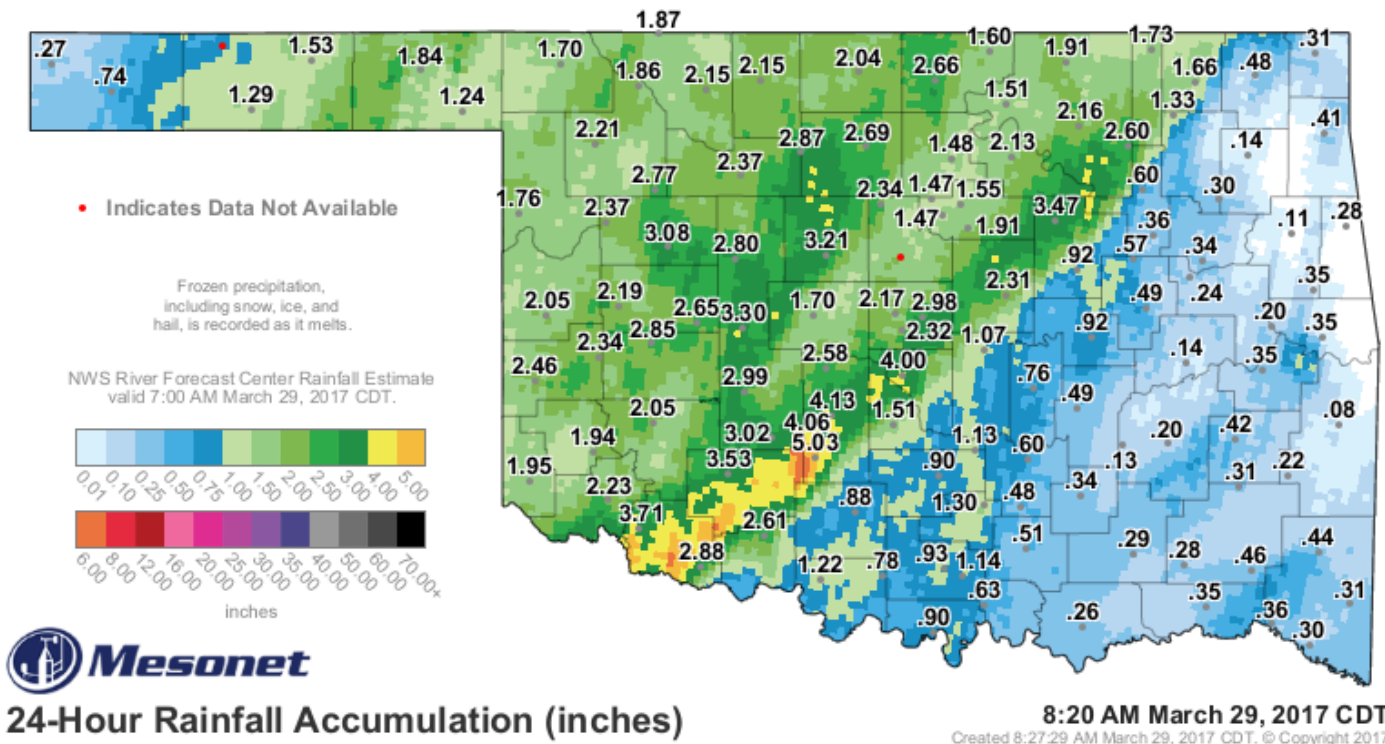 1.87
.27 1.53 1.84 1.70 1.60 1.91 1.73 .31
.74 1.29 1.24 1.86 2.15 2.15 2.04 2.66 1.51 1.66 .48
2.21 2.87 2.69 1.48 2.13 2.16 2.60 1.33 .14 .41
2.37
1.76 2.77 2.34 1.47 1.55 .60 .30
2.37 1.47 1.91 3.47 .36 .11 .28
• Indicates Data Not Available
3.08 2.80 3.21 .92 .57 .34
Frozen precipitation,
including snow, ice, and
hail, is recorded as it melts.
2.05 2.19 2.65 3.30 1.70 2.17 2.98 2.31 .49 .24 .35
2.34 2.85 2.32 1.07 .92 .20 .35
2.46 2.99 2.58 4.00 .76 .14 .35
NWS River Forecast Center Rainfall Estimate
valid 7:00 AM March 29, 2017 CDT.
2.05 4.13 1.51 .49 .08
1.94 3.02 4.06 1.13 .60 .20 .42
1.95 3.53 5.03 .90 .13 .31 .22
2.23 .88 1.30 .48 .34
0.01 0.10 0.25 0.50 0.75 1.00 1.50 2.00 2.50 3.00 4.00 5.00
3.71 2.61 .51 .29 .28 .46 .44
2.88 1.22 .78 .93 1.14
6.00 8.00 12.00 16.00 20.00 25.00 30.00 35.00 40.00 50.00 60.00 70.00+
inches
.90 .63 .26 .35 .36 .30 .31
Mesonet
24-Hour Rainfall Accumulation (inches)
8:20 AM March 29, 2017 CDT
Created 8:27:29 AM March 29, 2017 CDT. © Copyright 2017